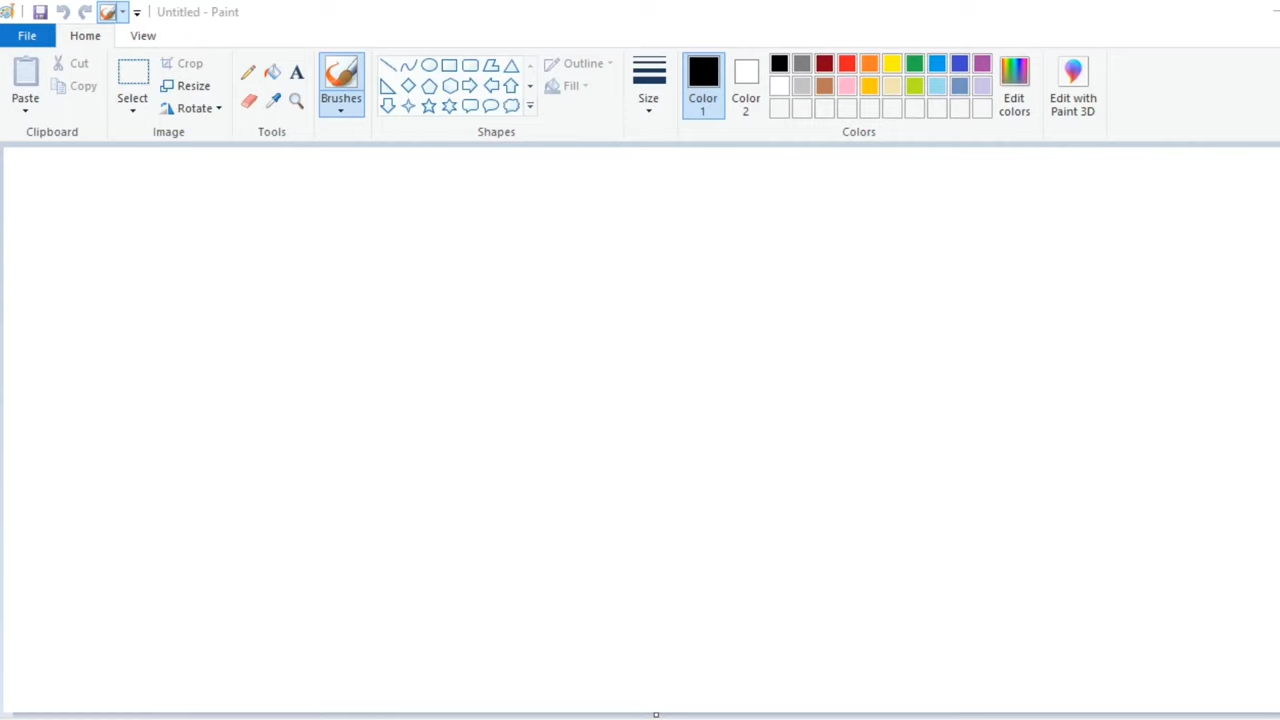 Untitled - Paint
File Home View
Paste Cut Copy Select Crop Resize Rotate A Brushes Outline Fill Size Color 1 Color 2 Edit colors Edit with Paint 3D
Clipboard Image Tools Shapes Colors